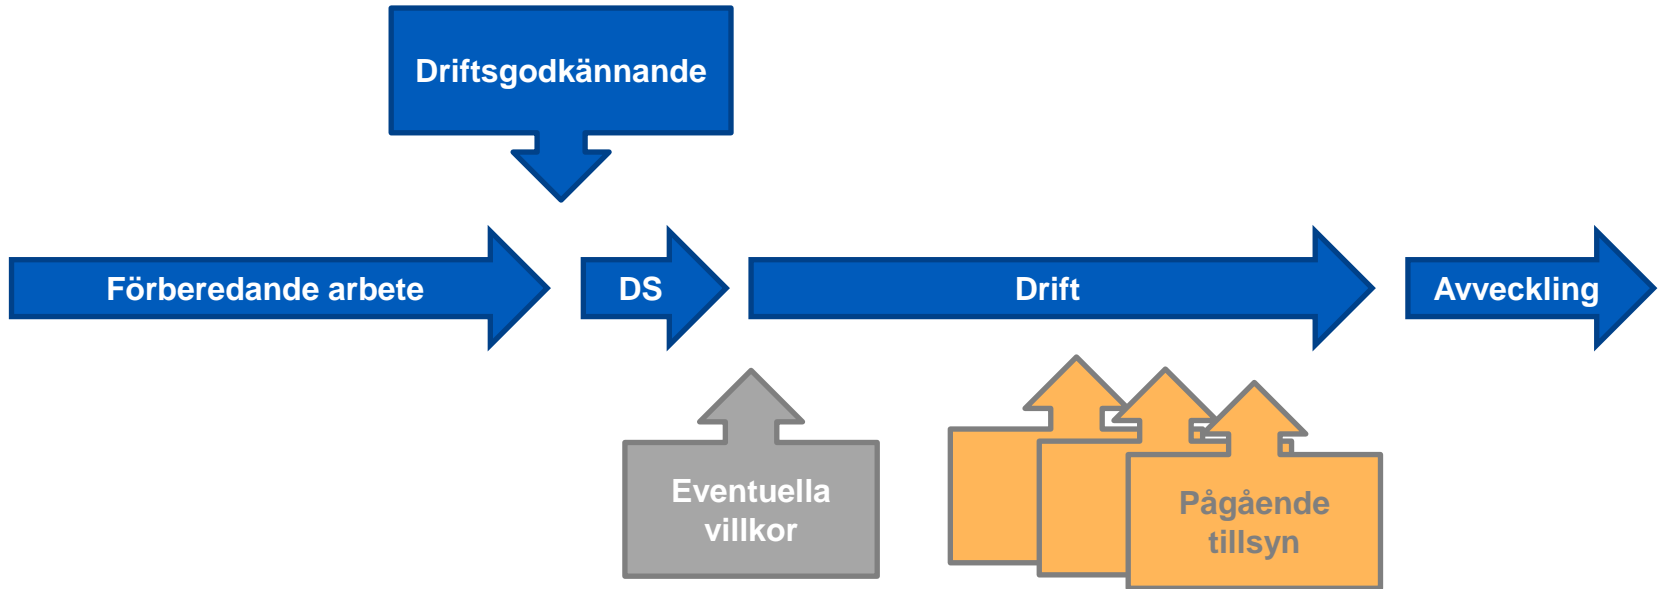 Driftsgodkännande
Förberedande arbete
DS
Drift
Avveckling
Eventuella
villkor
Pågående
tillsyn